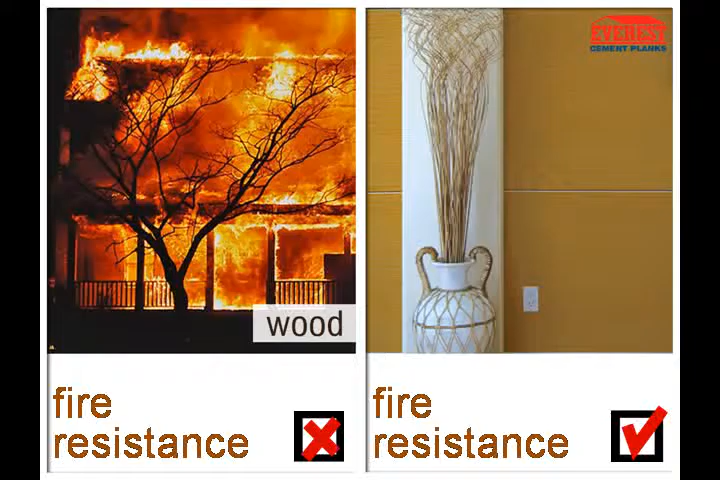 EVEREST
CEMENT PLANKS
wood
fire
resistance
fire
resistance